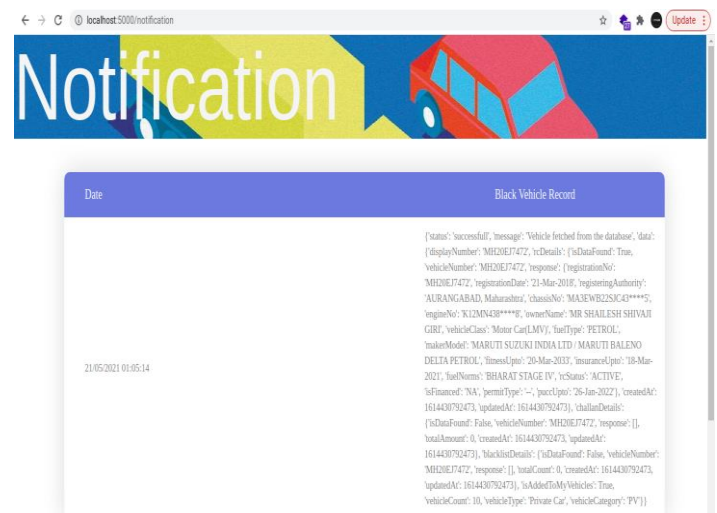 localhost:5000/notification
Update
Notification
Date
Black Vehicle Record
21/05/2021 01:05:14
{'status': 'successfull', 'message': 'Vehicle fetched from the database', 'data':
{'displayNumber': 'MH20EJ7472', 'rcDetails': {'isDataFound': True,
'vehicleNumber': 'MH20EJ7472', 'response': {'registrationNo':
'MH20EJ7472', 'registrationDate': '21-Mar-2018', 'registeringAuthority':
'AURANGABAD, Maharashtra', 'chassisNo': 'MA3EWB22SJC43****5',
'engineNo': 'K12MN438****8', 'ownerName': 'MR SHAILESH SHIVAJI
GIRI', 'vehicleClass': 'Motor Car(LMV)', 'fuelType': 'PETROL',
'makerModel': 'MARUTI SUZUKI INDIA LTD / MARUTI BALENO
DELTA PETROL', 'fitnessUpto': '20-Mar-2033', 'insuranceUpto': '18-Mar-
2021', 'fuelNorms': 'BHARAT STAGE IV', 'rcStatus': 'ACTIVE',
'isFinanced': 'NA', 'permitType': '--', 'puccUpto': '26-Jan-2022'}, 'createdAt':
1614430792473, 'updatedAt': 1614430792473}, 'challanDetails':
{'isDataFound': False, 'vehicleNumber': 'MH20EJ7472', 'response': [],
'totalAmount': 0, 'createdAt': 1614430792473, 'updatedAt':
1614430792473}, 'blacklistDetails': {'isDataFound': False, 'vehicleNumber':
'MH20EJ7472', 'response': [], 'totalCount': 0, 'createdAt': 1614430792473,
'updatedAt': 1614430792473}, 'isAddedToMyVehicles': True,
'vehicleCount': 10, 'vehicleType': 'Private Car', 'vehicleCategory': 'PV'}}